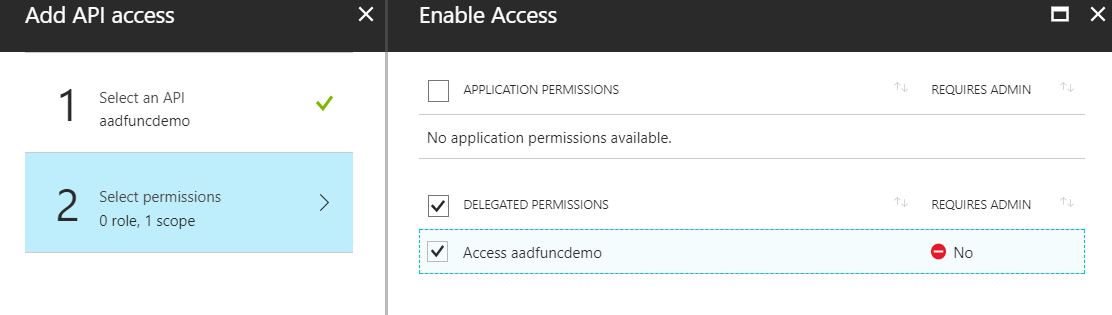 Add API access
1
Select an API
aadfuncdemo
2
Select permissions
0 role, 1 scope
Enable Access
APPLICATION PERMISSIONS REQUIRES ADMIN
No application permissions available.
DELEGATED PERMISSIONS REQUIRES ADMIN
Access aadfuncdemo No